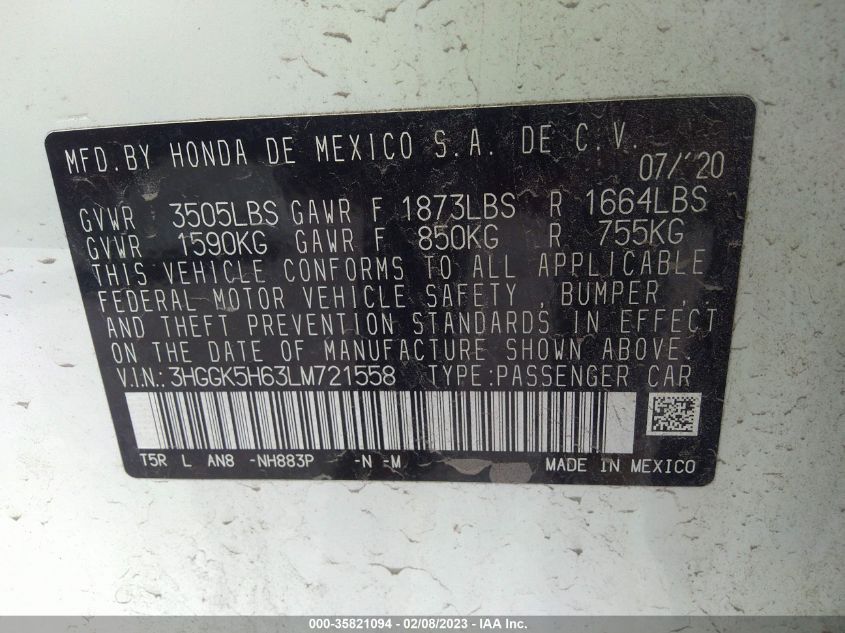 MFD.BY HONDA DE MEXICO S.A. DE C.V.
07/'20
GVWR 3505LBS GAWR F 1873LBS R 1664LBS
GVWR 1590KG GAWR F 850KG R 755KG
THIS VEHICLE CONFORMS TO ALL APPLICABLE
FEDERAL MOTOR VEHICLE SAFETY , BUMPER ,
AND THEFT PREVENTION STANDARDS IN EFFECT
ON THE DATE OF MANUFACTURE SHOWN ABOVE.
V.I.N.: 3HGGK5H63LM721558 TYPE:PASSENGER CAR
T5R L AN8 -NH883P -N -M MADE IN MEXICO
000-35821094 - 02/08/2023 - IAA Inc.